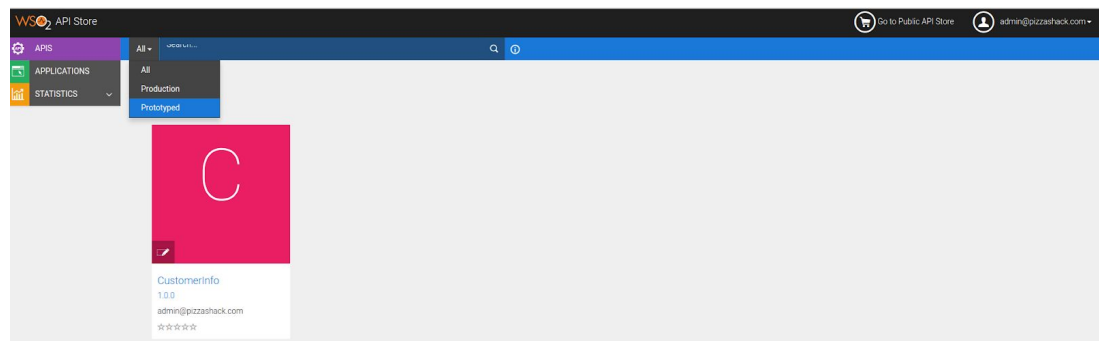 WSO2 API Store
Go to Public API Store
admin@pizzashack.com
APIS
All
Search...
APPLICATIONS
STATISTICS
All
Production
Prototyped
C
CustomerInfo
1.0.0
admin@pizzashack.com